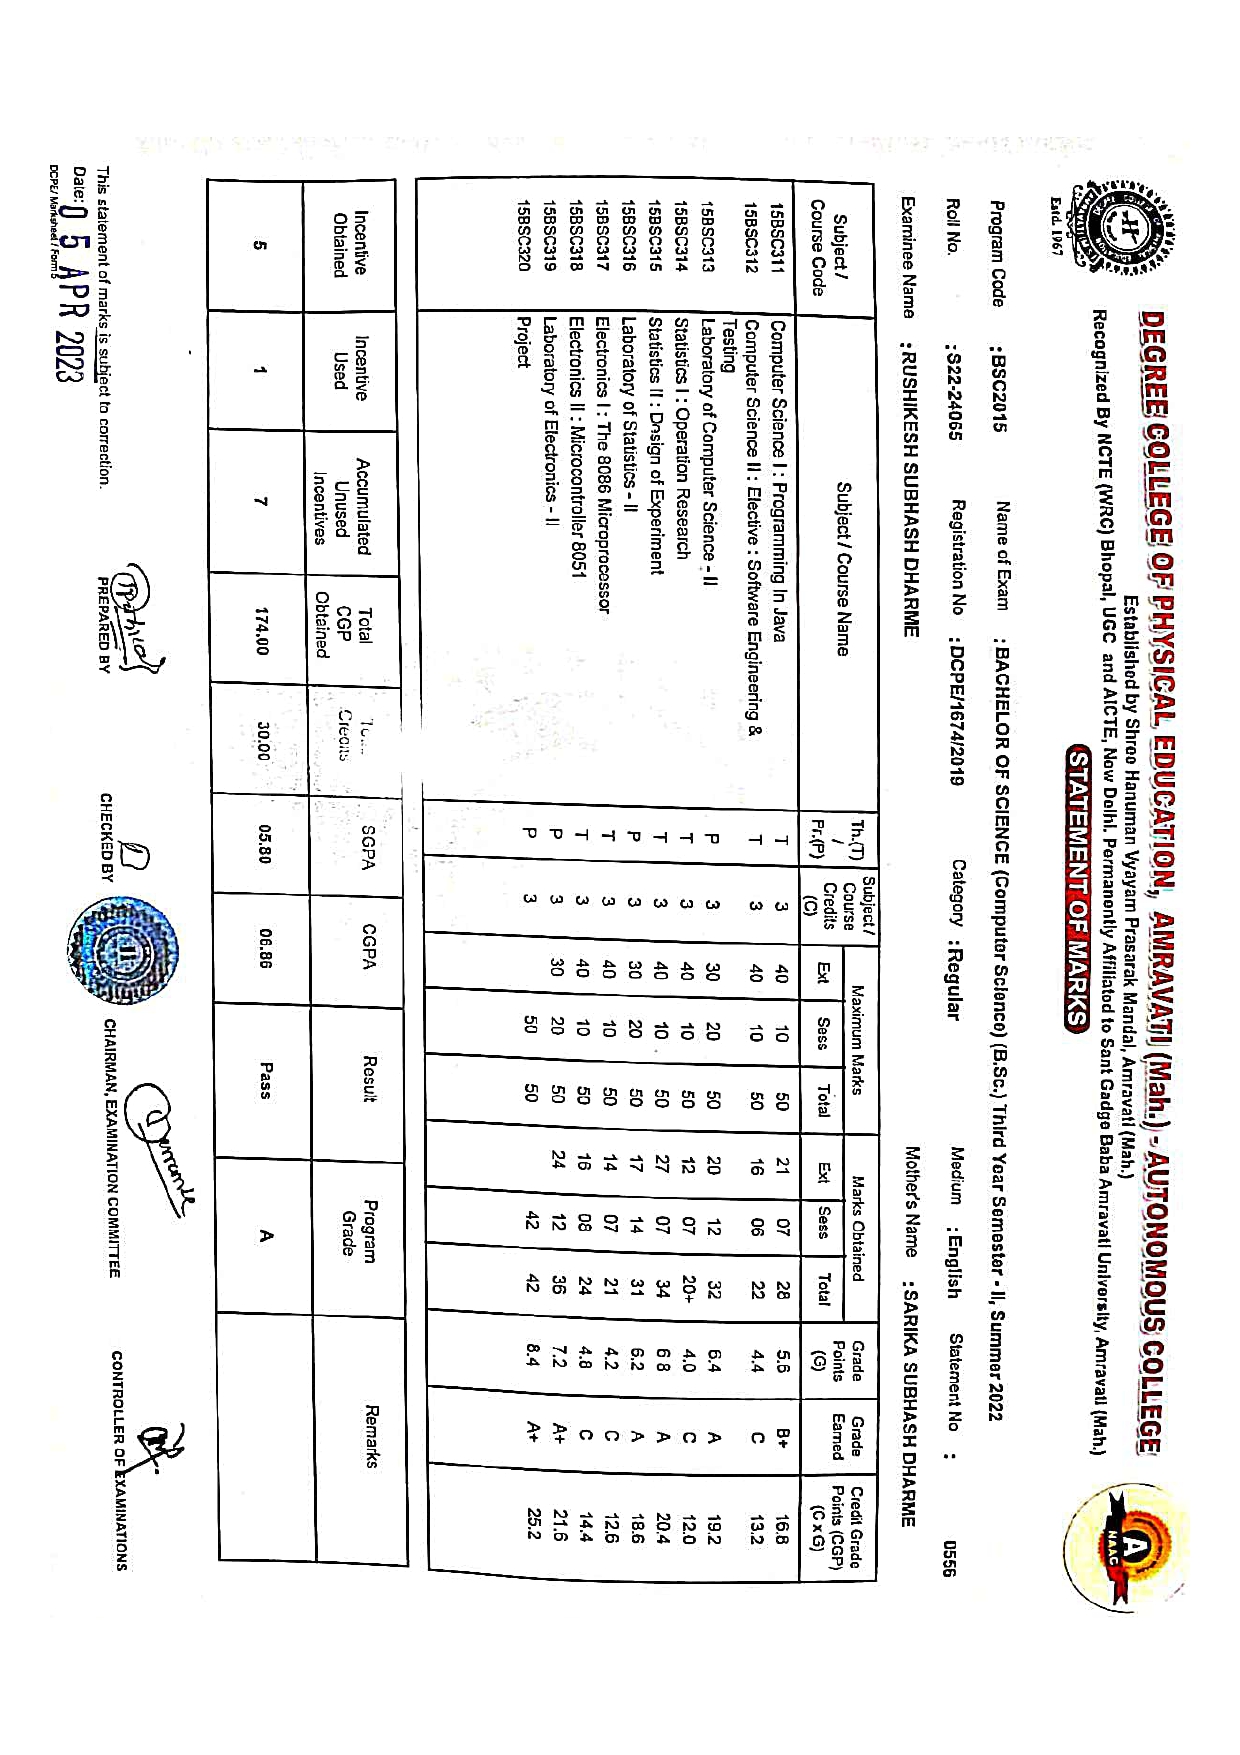 DEGREE COLLEGE OF PHYSICAL EDUCATION, AMRAVATI (Mah.) - AUTONOMOUS COLLEGE
Established by Shree Hanuman Vyayam Prasarak Mandal, Amravati (Mah.)
Recognized By NCTE (WRC) Bhopal, UGC and AICTE, New Delhi, Permanently Affiliated to Sant Gadge Baba Amravati University, Amravati (Mah.)
Estd. 1967
A
NAAC
STATEMENT OF MARKS
Program Code :BSC2015 Name of Exam :BACHELOR OF SCIENCE (Computer Science) (B.Sc.) Third Year Semester - II, Summer 2022
Roll No. :S22-24065 Registration No :DCPE/1674/2019 Category :Regular Medium :English Statement No : 0556
Examinee Name :RUSHIKESH SUBHASH DHARME Mother's Name :SARIKA SUBHASH DHARME
Subject / Course Code Subject / Course Name Th.(T) / Pr.(P) Subject / Course Credits (C) Maximum Marks Marks Obtained Grade Points (G) Grade Earned Credit Grade Points (CGP) (C x G)
Ext Sess Total Ext Sess Total
15BSC311 Computer Science I : Programming In Java T 3 40 10 50 21 07 28 5.6 B+ 16.8
15BSC312 Computer Science II : Elective : Software Engineering & T 3 40 10 50 16 06 22 4.4 C 13.2
Testing
15BSC313 Laboratory of Computer Science - II P 3 30 20 50 20 12 32 6.4 A 19.2
15BSC314 Statistics I : Operation Research T 3 40 10 50 12 07 20+ 4.0 C 12.0
15BSC315 Statistics II : Design of Experiment T 3 40 10 50 27 07 34 6 8 A 20.4
15BSC316 Laboratory of Statistics - II P 3 30 20 50 17 14 31 6.2 A 18.6
15BSC317 Electronics I : The 8086 Microprocessor T 3 40 10 50 14 07 21 4.2 C 12.6
15BSC318 Electronics II : Microcontroller 8051 T 3 40 10 50 16 08 24 4.8 C 14.4
15BSC319 Laboratory of Electronics - II P 3 30 20 50 24 12 36 7.2 A+ 21.6
15BSC320 Project P 3 50 50 42 42 8.4 A+ 25.2
Incentive Obtained Incentive Used Accumulated Unused Incentives Total CGP Obtained Credits SGPA CGPA Result Program Grade Remarks
5 1 7 174.00 30.00 05.80 06.86 Pass A
This statement of marks is subject to correction.
Date: 05 APR 2023
DCPE/ Marksheet / Form 5
PREPARED BY
CHECKED BY
CHAIRMAN, EXAMINATION COMMITTEE
CONTROLLER OF EXAMINATIONS